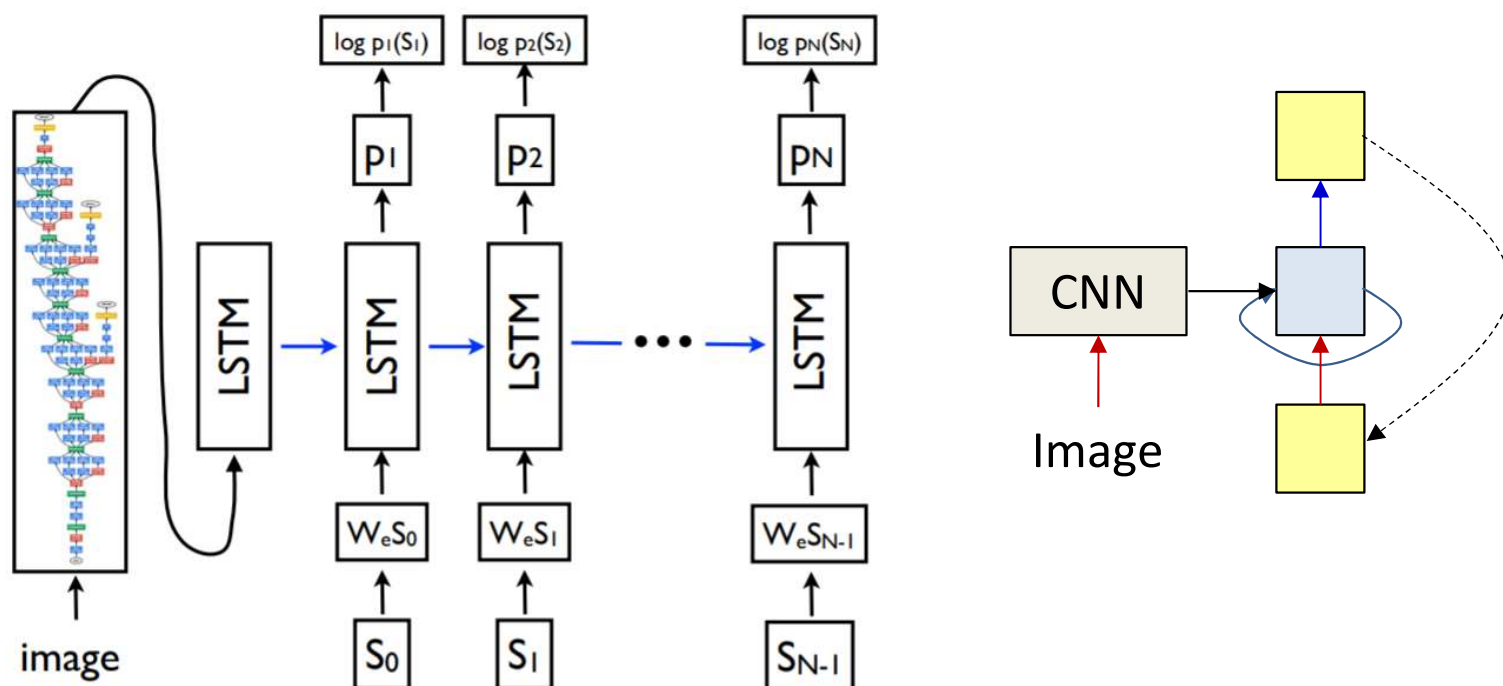 log p1(S1) log p2(S2) log pN(SN)
p1 p2 pN
LSTM LSTM LSTM ••• LSTM
WeS0 WeS1 WeSN-1
S0 S1 SN-1
image
CNN
Image